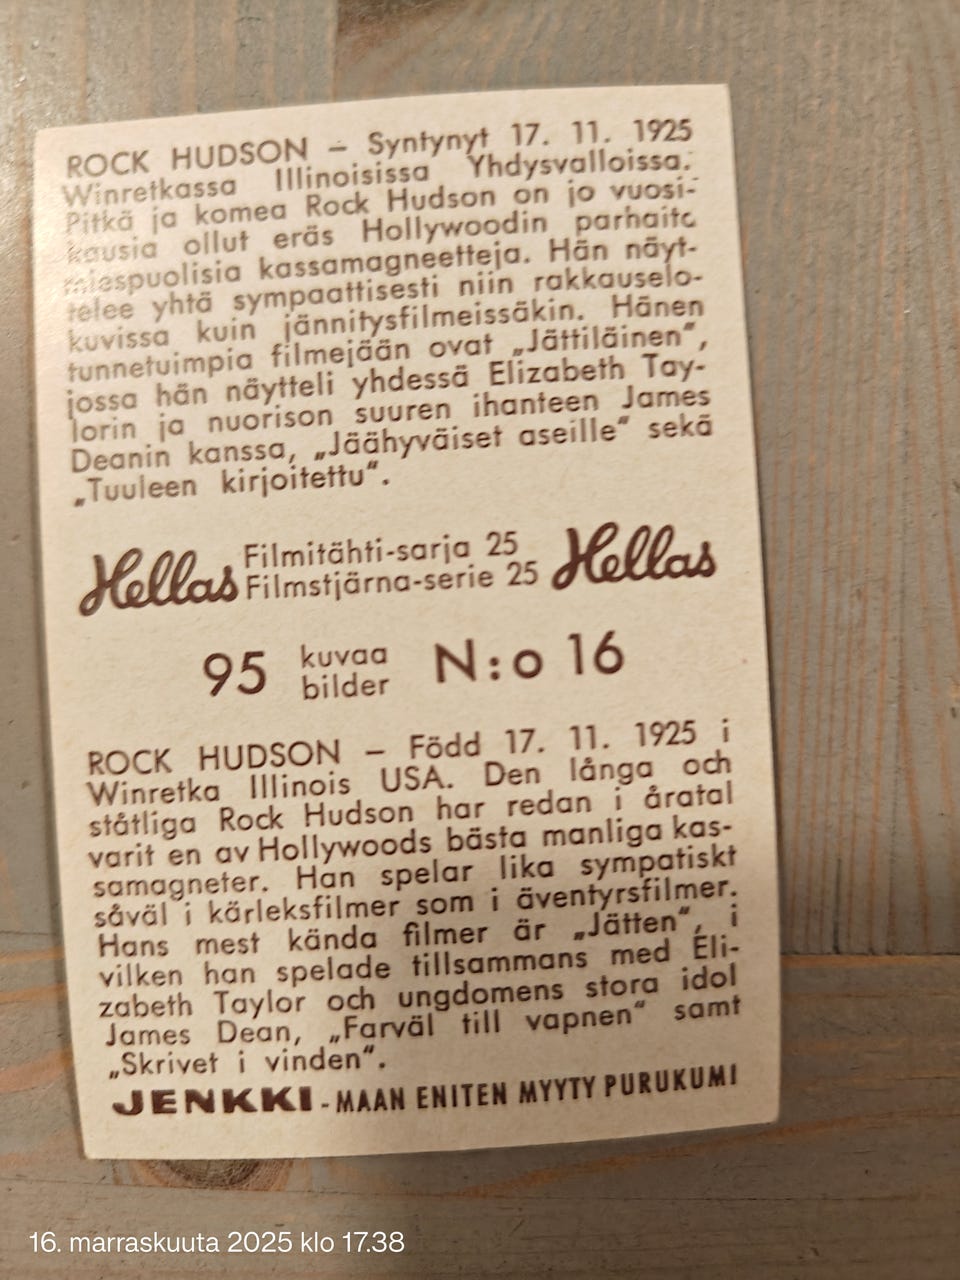 ROCK HUDSON – Syntynyt 17. 11. 1925
Winretkassa Illinoisissa Yhdysvalloissa.
Pitkä ja komea Rock Hudson on jo vuosi-
kausia ollut eräs Hollywoodin parhaita
miespuolisia kassamagneetteja. Hän näyt-
telee yhtä sympaattisesti niin rakkauselo-
kuvissa kuin jännitysfilmeissäkin. Hänen
tunnetuimpia filmejään ovat „Jättiläinen",
jossa hän näytteli yhdessä Elizabeth Tay-
lorin ja nuorison suuren ihanteen James
Deanin kanssa, „Jäähyväiset aseille" sekä
„Tuuleen kirjoitettu".
Hellas Filmitähti-sarja 25 Hellas
Filmstjärna-serie 25
95 kuvaa N:o 16
bilder
ROCK HUDSON – Född 17. 11. 1925 i
Winretka Illinois USA. Den långa och
ståtliga Rock Hudson har redan i åratal
varit en av Hollywoods bästa manliga kas-
samagneter. Han spelar lika sympatiskt
såväl i kärleksfilmer som i äventyrsfilmer.
Hans mest kända filmer är „Jätten", i
vilken han spelade tillsammans med Eli-
zabeth Taylor och ungdomens stora idol
James Dean, „Farväl till vapnen" samt
„Skrivet i vinden".
JENKKI - MAAN ENITEN MYYTY PURUKUMI
16. marraskuuta 2025 klo 17.38